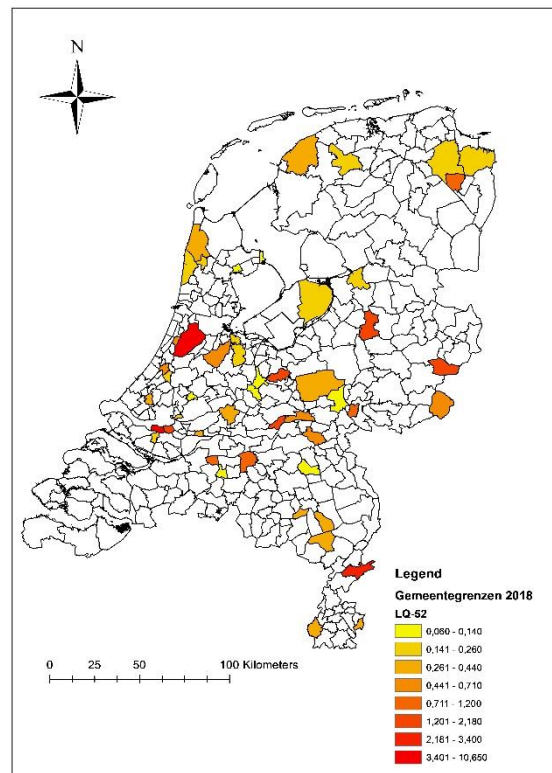 N
Legend
Gemeentegrenzen 2018
LQ-52
0,060 - 0,140
0,141 - 0,260
0,261 - 0,440
0,441 - 0,710
0,711 - 1,200
1,201 - 2,180
2,181 - 3,400
3,401 - 10,650
0 25 50 100 Kilometers